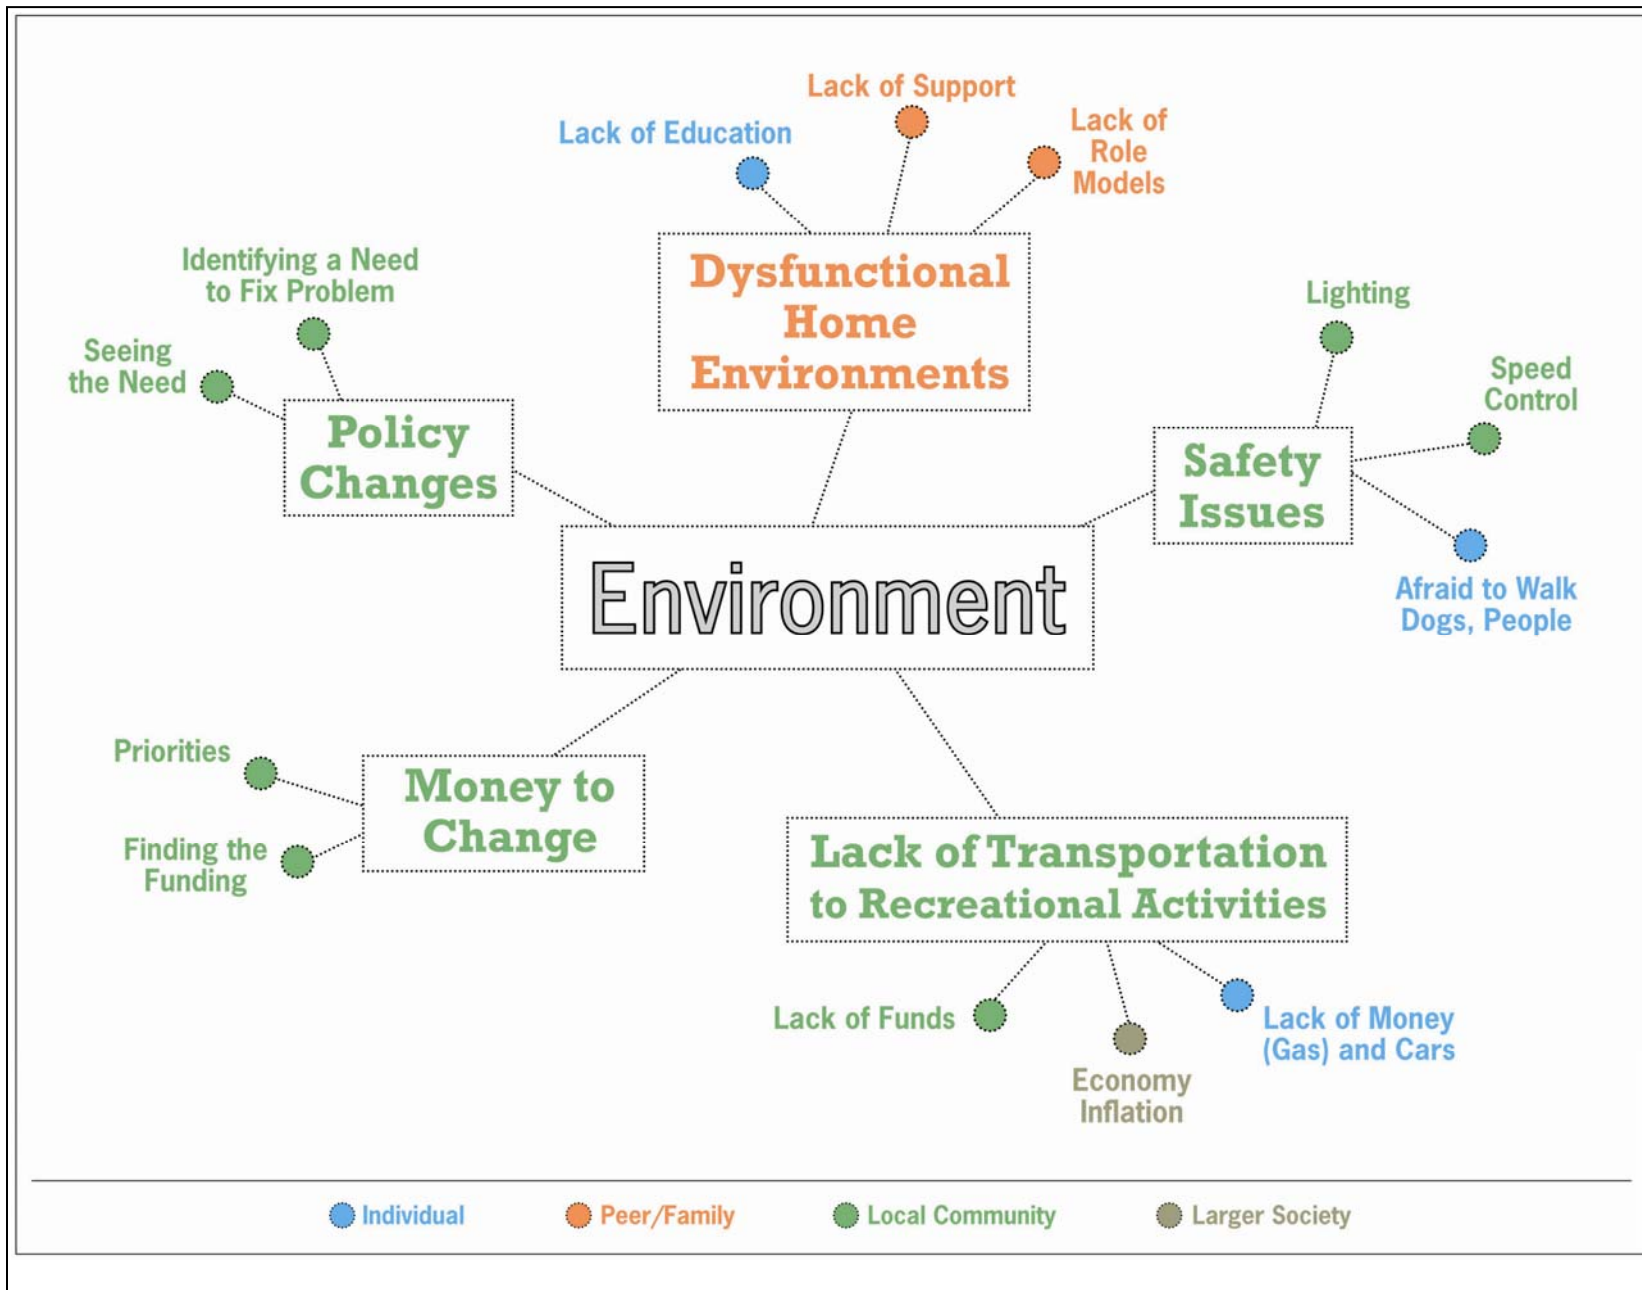 Lack of Support
Lack of Education
Lack of
Role
Models
Dysfunctional
Home
Environments
Identifying a Need
to Fix Problem
Seeing
the Need
Policy
Changes
Lighting
Speed
Control
Safety
Issues
Afraid to Walk
Dogs, People
Environment
Priorities
Finding the
Funding
Money to
Change
Lack of Transportation
to Recreational Activities
Lack of Funds
Economy
Inflation
Lack of Money
(Gas) and Cars
Individual
Peer/Family
Local Community
Larger Society